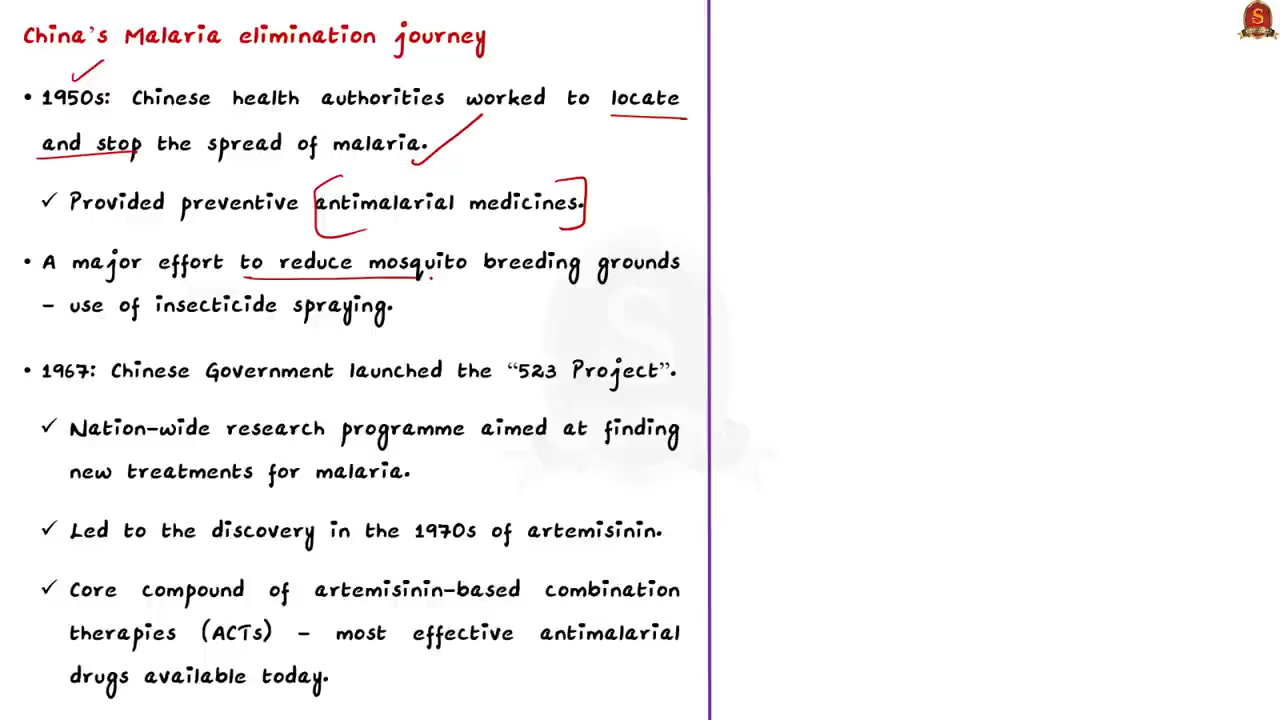 China's Malaria elimination journey
• 1950s: Chinese health authorities worked to locate
and stop the spread of malaria.
✓ Provided preventive antimalarial medicines.
• A major effort to reduce mosquito breeding grounds
– use of insecticide spraying.
• 1967: Chinese Government launched the “523 Project”.
✓ Nation-wide research programme aimed at finding
new treatments for malaria.
✓ Led to the discovery in the 1970s of artemisinin.
✓ Core compound of artemisinin-based combination
therapies (ACTs) – most effective antimalarial
drugs available today.